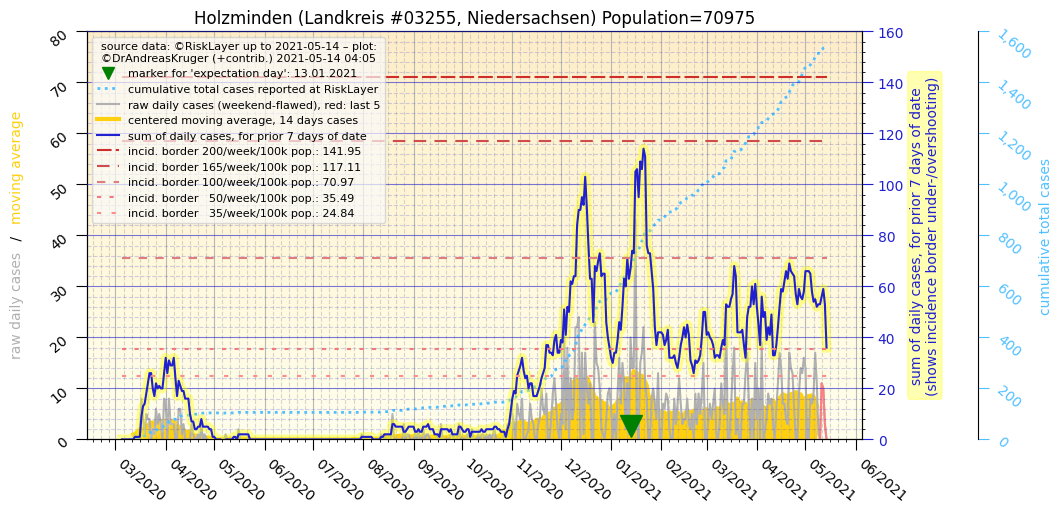 Holzminden (Landkreis #03255, Niedersachsen) Population=70975
source data: ©RiskLayer up to 2021-05-14 – plot:
©DrAndreasKruger (+contrib.) 2021-05-14 04:05
marker for 'expectation day': 13.01 2021
cumulative total cases reported at RiskLayer
raw daily cases (weekend-flawed), red: last 5
centered moving average, 14 days cases
sum of daily cases, for prior 7 days of date
incid. border 200/week/100k pop.: 141.95
incid. border 165/week/100k pop.: 117.11
incid. border 100/week/100k pop.: 70.97
incid. border 50/week/100k pop.: 35.49
incid. border 35/week/100k pop.: 24.84
raw daily cases / moving average
80
70
60
50
40
30
20
10
0
03/2020
04/2020
05/2020
06/2020
07/2020
08/2020
09/2020
10/2020
11/2020
12/2020
01/2021
02/2021
03/2021
04/2021
05/2021
06/2021
160
140
120
100
80
60
40
20
0
sum of daily cases, for prior 7 days of date
(shows incidence border under-/overshooting)
1,600
1,400
1,200
1,000
800
600
400
200
0
cumulative total cases